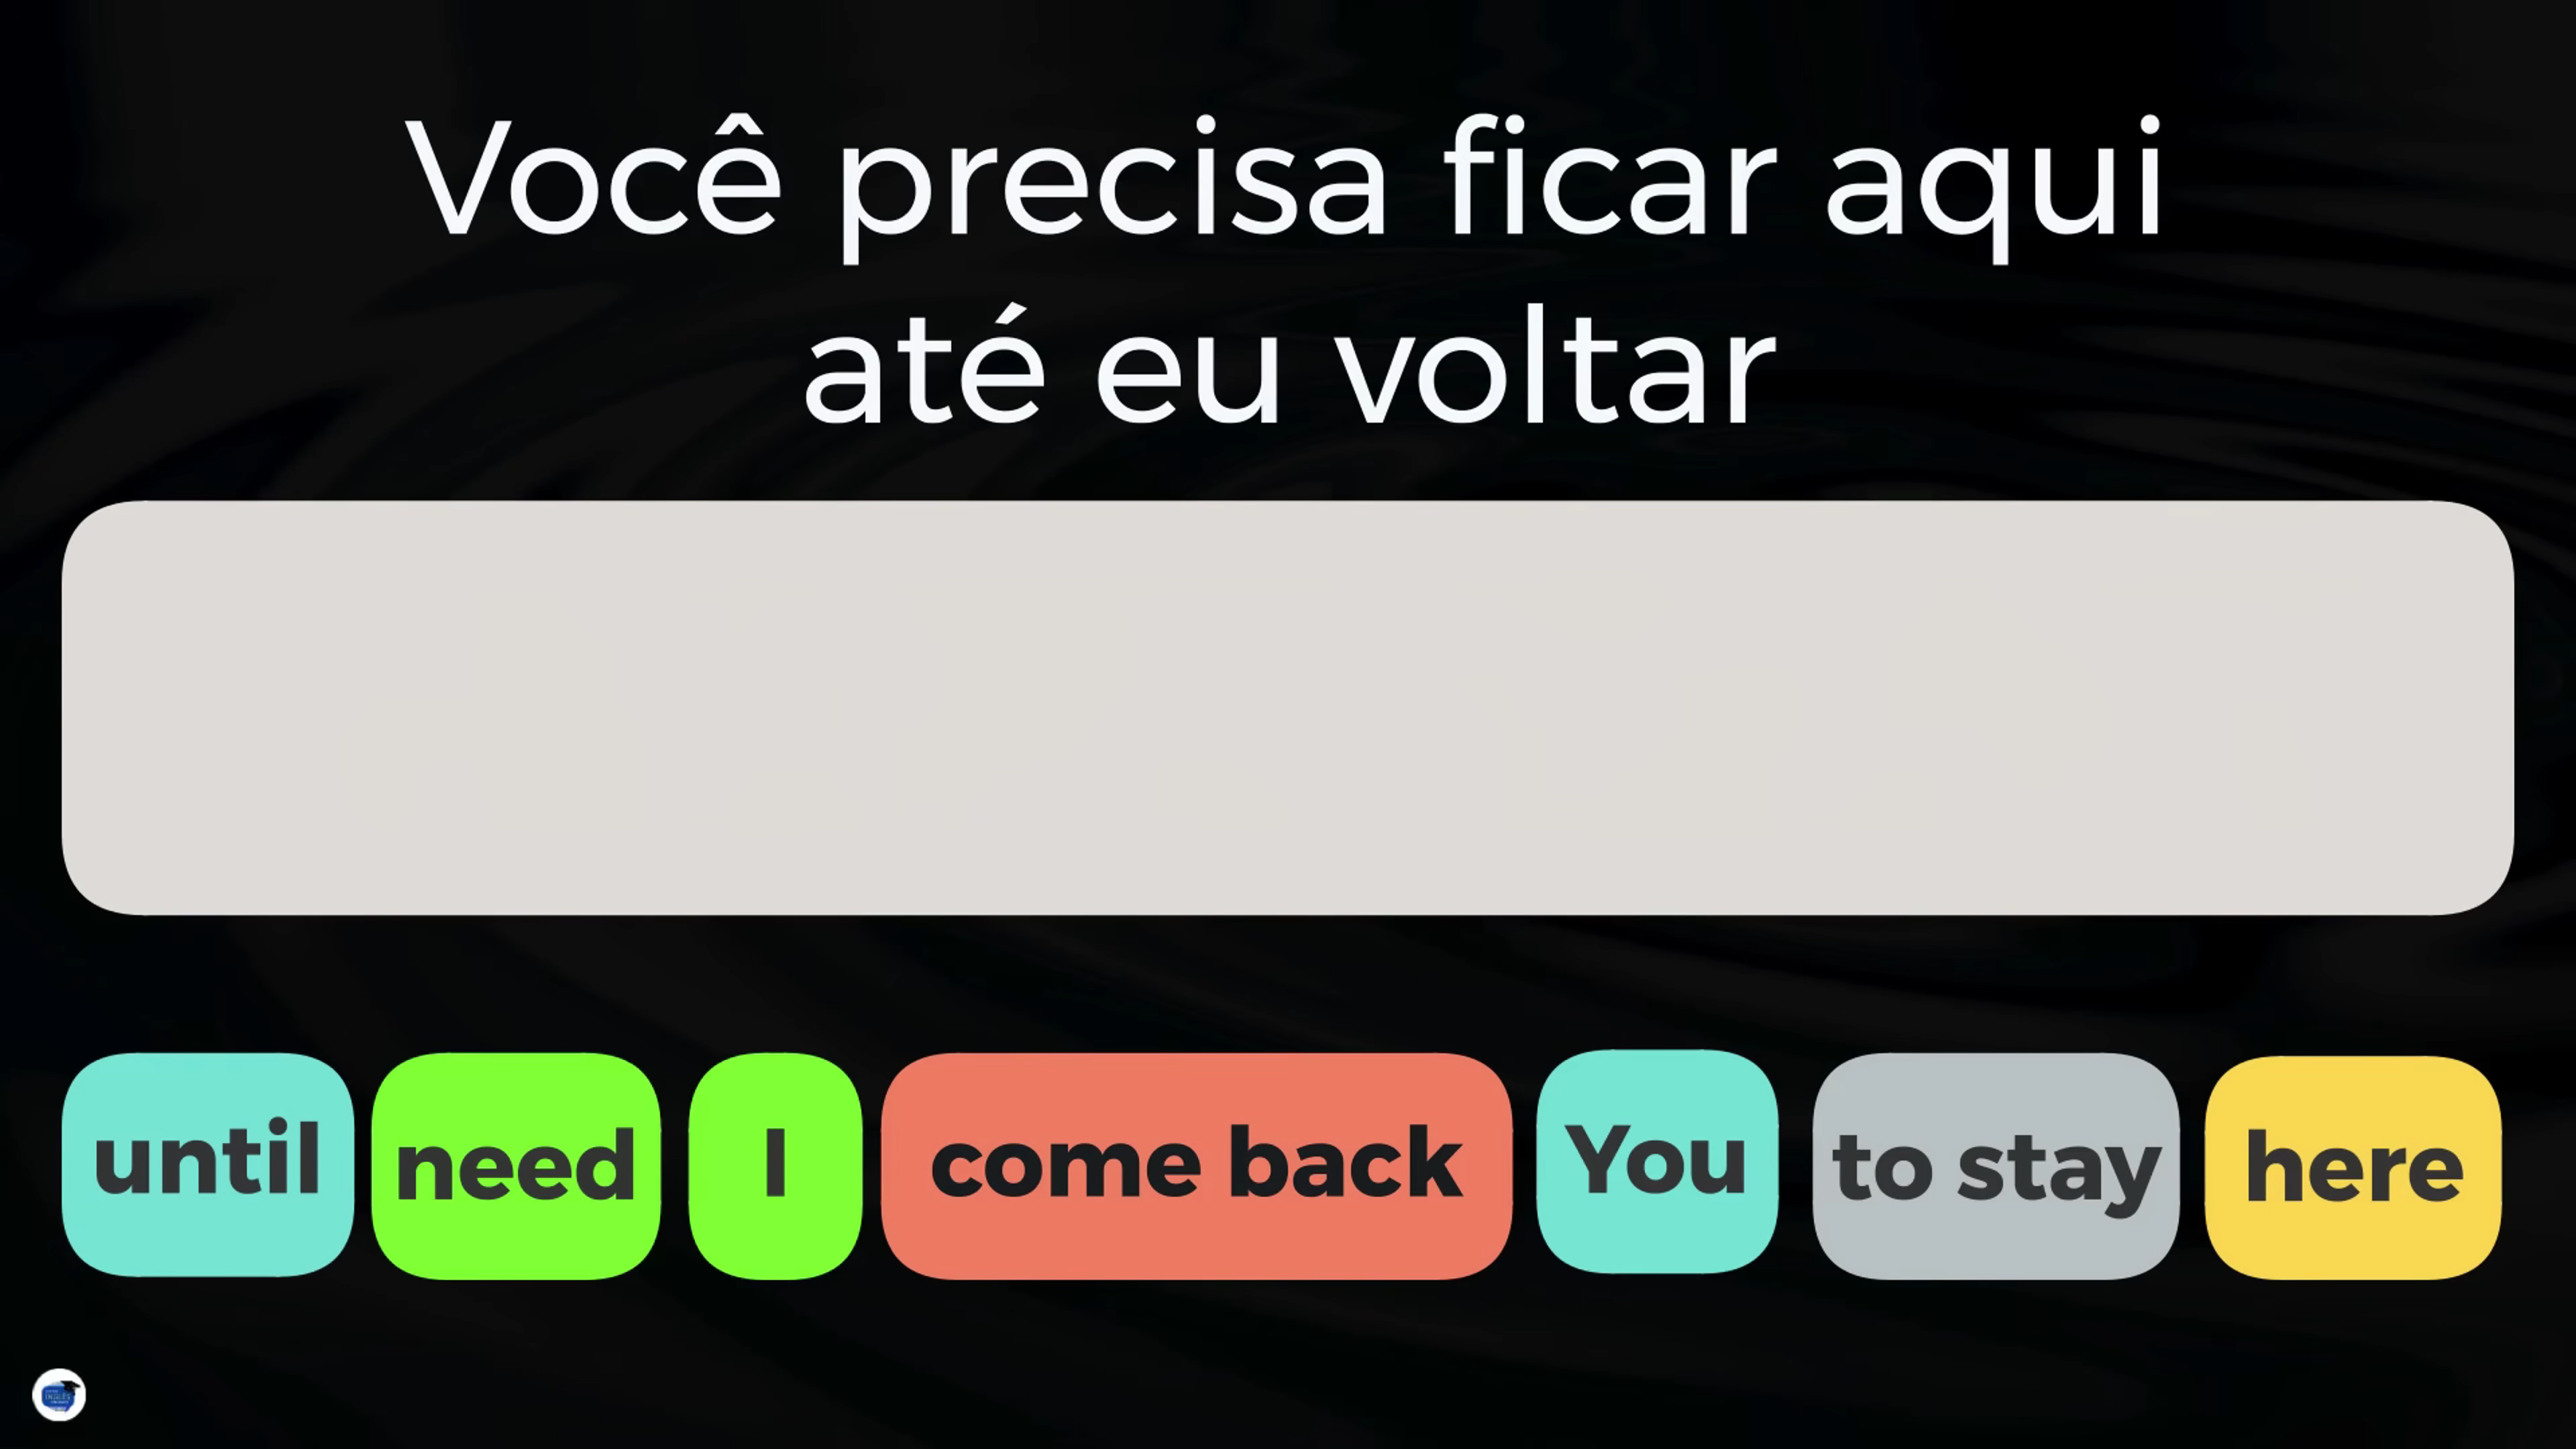 Você precisa ficar aqui
até eu voltar
until need I come back You to stay here